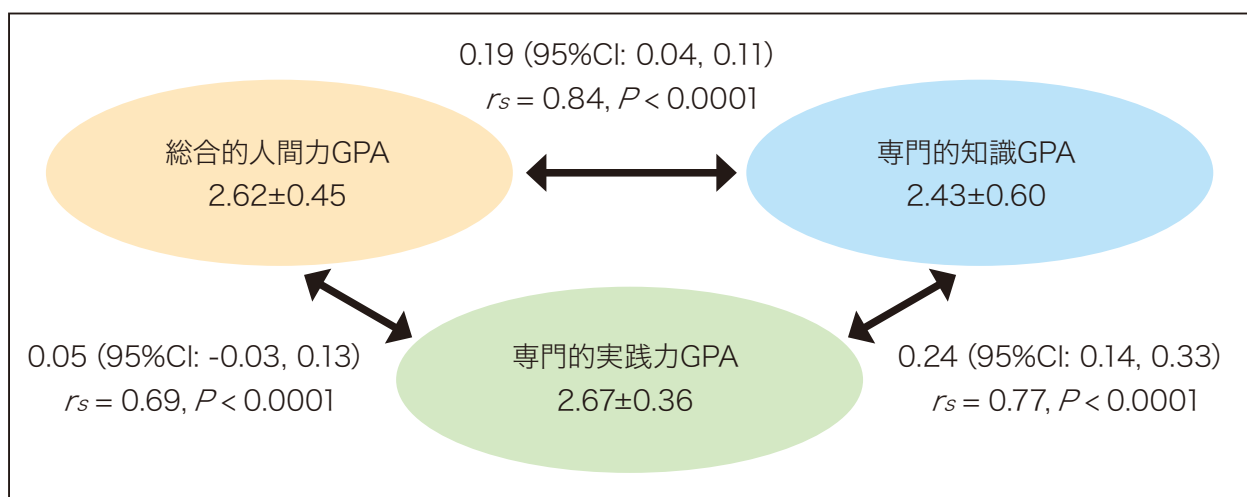 0.19 (95%CI: 0.04, 0.11)
rs = 0.84, P < 0.0001
総合的人間力GPA
2.62±0.45
専門的知識GPA
2.43±0.60
0.05 (95%CI: -0.03, 0.13)
rs = 0.69, P < 0.0001
専門的実践力GPA
2.67±0.36
0.24 (95%CI: 0.14, 0.33)
rs = 0.77, P < 0.0001